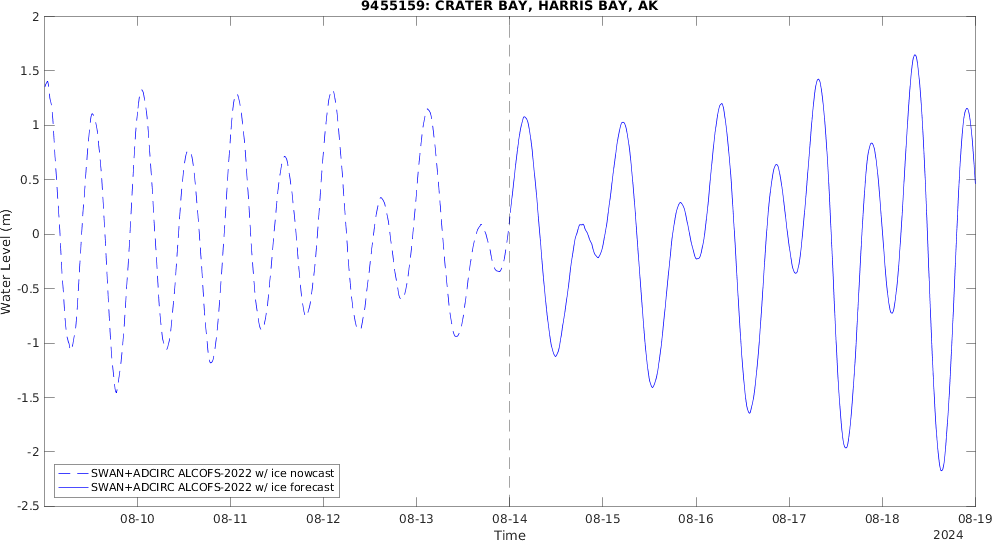 9455159: CRATER BAY, HARRIS BAY, AK
2
1.5
1
0.5
0
-0.5
-1
-1.5
-2
-2.5
Water Level (m)
SWAN+ADCIRC ALCOFS-2022 w/ ice nowcast
SWAN+ADCIRC ALCOFS-2022 w/ ice forecast
08-10 08-11 08-12 08-13 08-14 08-15 08-16 08-17 08-18 08-19
Time
2024